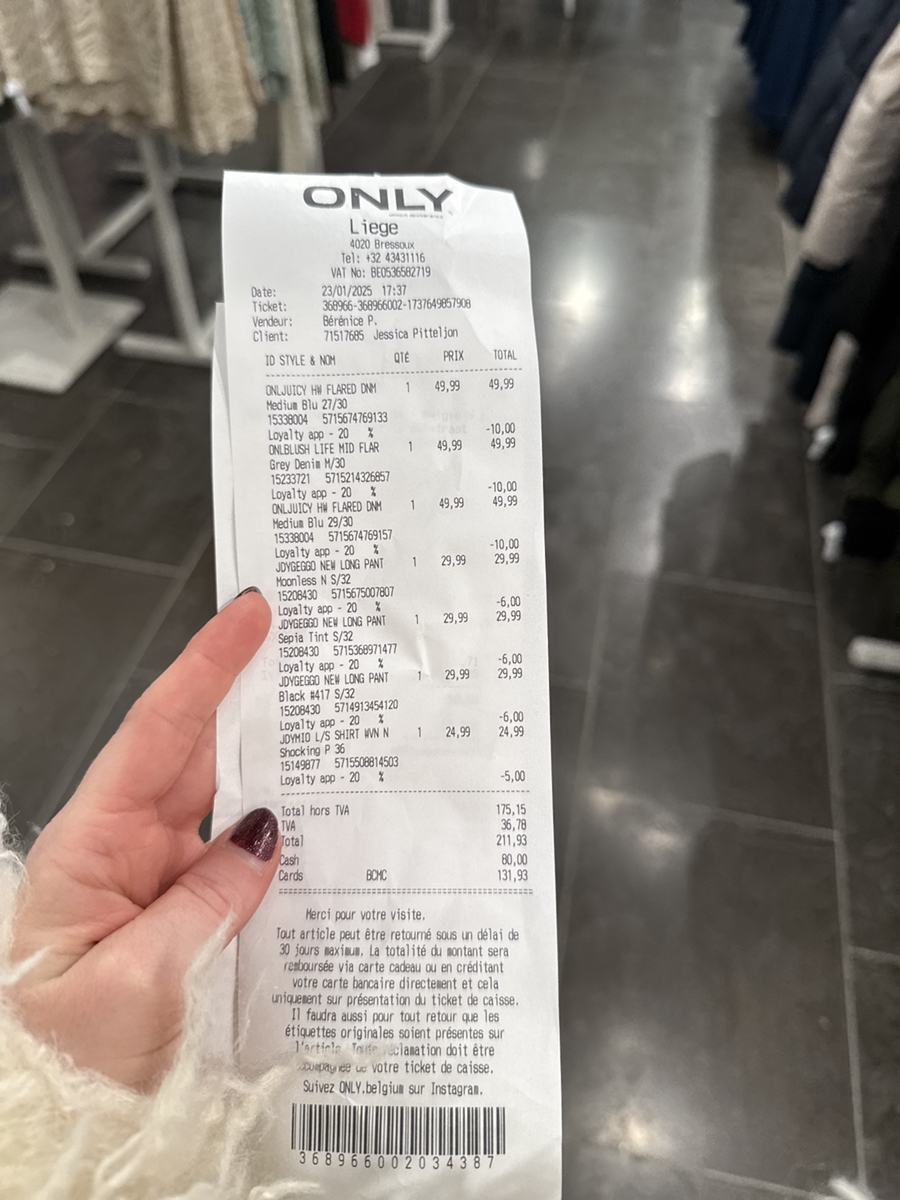 ONLY
Liege
4020 Bressoux
Tel: +32 43431116
VAT No: BE0536582719
Date: 23/01/2025 17:37
Ticket: 368966-368966002-1737649857908
Vendeur: Bérénice P.
Client: 71517685 Jessica Pitteljon
ID STYLE & NOM QTÉ PRIX TOTAL
ONLJUICY HW FLARED DNM 1 49,99 49,99
Medium Blu 27/30
15338004 5715674769133
Loyalty app - 20 % -10,00
ONLBLUSH LIFE MID FLAR 1 49,99 49,99
Grey Denim M/30
15233721 5715214326857
Loyalty app - 20 % -10,00
ONLJUICY HW FLARED DNM 1 49,99 49,99
Medium Blu 29/30
15338004 5715674769157
Loyalty app - 20 % -10,00
JDYGEGGO NEW LONG PANT 1 29,99 29,99
Moonless N S/32
15208430 5715675007807
Loyalty app - 20 % -6,00
JDYGEGGO NEW LONG PANT 1 29,99 29,99
Sepia Tint S/32
15208430 5715368971477
Loyalty app - 20 % -6,00
JDYGEGGO NEW LONG PANT 1 29,99 29,99
Black #417 S/32
15208430 5714913454120
Loyalty app - 20 % -6,00
JDYMIO L/S SHIRT WVN N 1 24,99 24,99
Shocking P 36
15149877 5715508814503
Loyalty app - 20 % -5,00
Total hors TVA 175,15
TVA 36,78
Total 211,93
Cash 80,00
Cards BCMC 131,93
Merci pour votre visite.
Tout article peut être retourné sous un délai de
30 jours maximum. La totalité du montant sera
remboursée via carte cadeau ou en créditant
votre carte bancaire directement et cela
uniquement sur présentation du ticket de caisse.
Il faudra aussi pour tout retour que les
étiquettes originales soient présentes sur
l'article. Toute réclamation doit être
accompagnée de votre ticket de caisse.
Suivez ONLY.belgium sur Instagram.
368966002034387